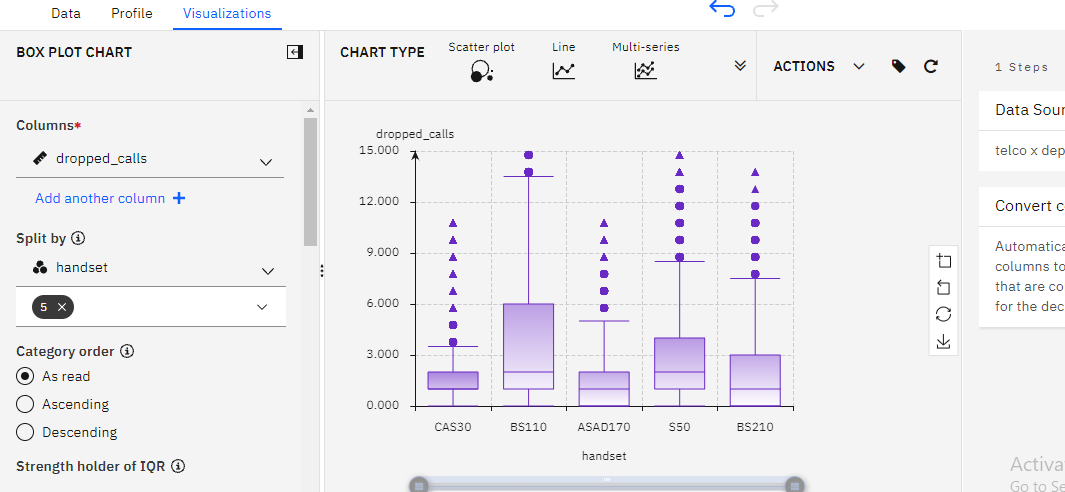 Data Profile Visualizations
BOX PLOT CHART
Columns*
dropped_calls
Add another column +
Split by
handset
5 ×
Category order
As read
Ascending
Descending
Strength holder of IQR
CHART TYPE
Scatter plot
Line
Multi-series
ACTIONS
dropped_calls
15.000
12.000
9.000
6.000
3.000
0.000
CAS30 BS110 ASAD170 S50 BS210
handset
1 Steps
Data Sour
telco x dep
Convert c
Automatica
columns to
that are co
for the dec
Activa
Go to Se